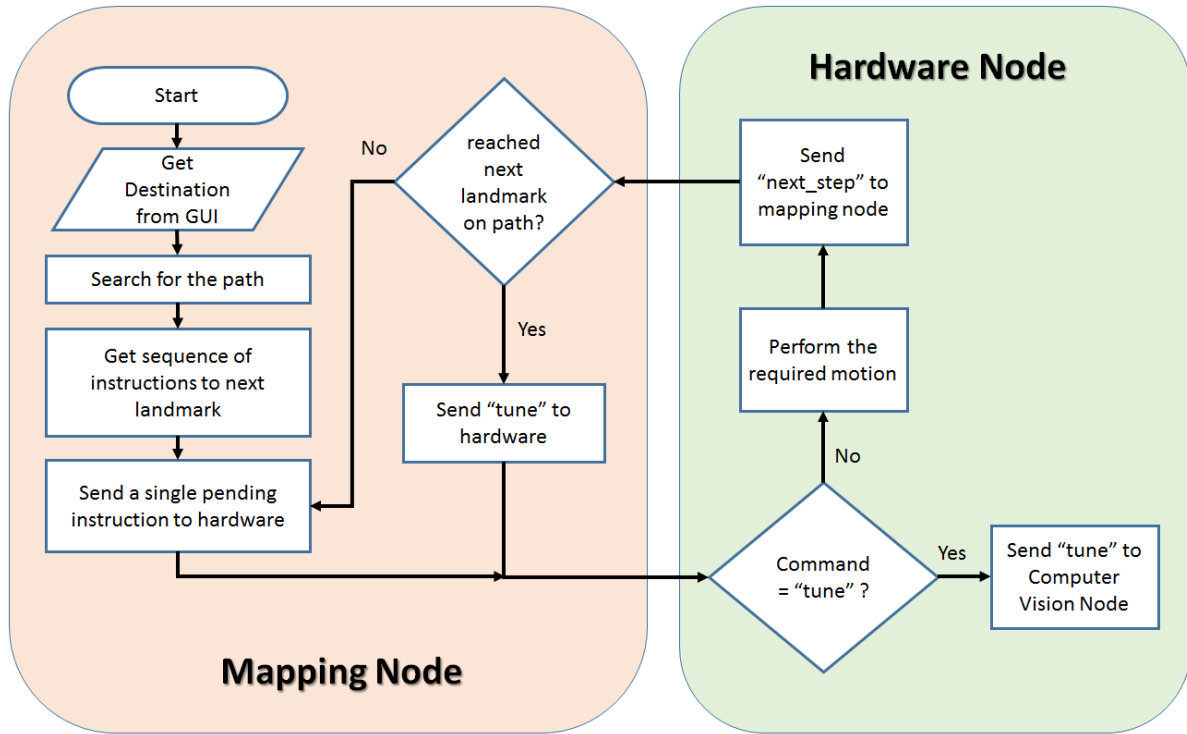 Start
Get
Destination
from GUI
Search for the path
Get sequence of
instructions to next
landmark
Send a single pending
instruction to hardware
No
reached
next
landmark
on path?
Yes
Send “tune” to
hardware
Mapping Node
Hardware Node
Send
“next_step” to
mapping node
Perform the
required motion
No
Command
= “tune” ?
Yes
Send “tune” to
Computer
Vision Node